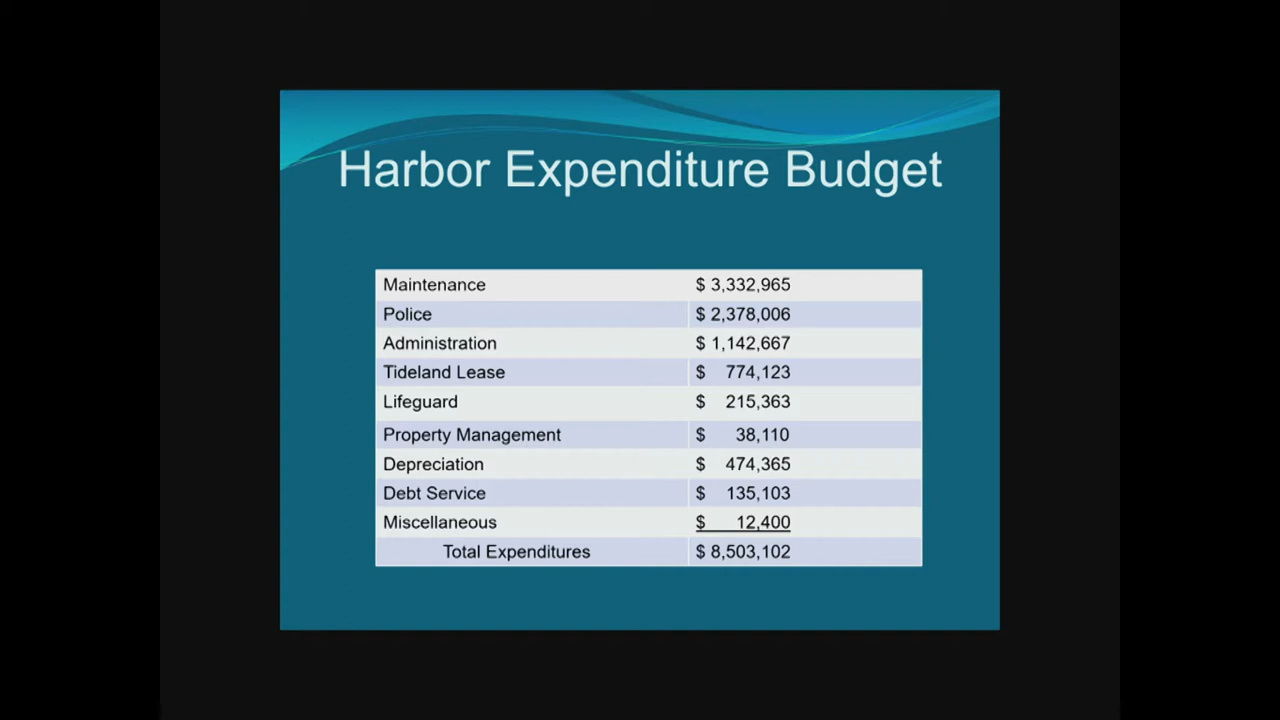 Harbor Expenditure Budget
Maintenance $ 3,332,965
Police $ 2,378,006
Administration $ 1,142,667
Tideland Lease $ 774,123
Lifeguard $ 215,363
Property Management $ 38,110
Depreciation $ 474,365
Debt Service $ 135,103
Miscellaneous $ 12,400
Total Expenditures $ 8,503,102